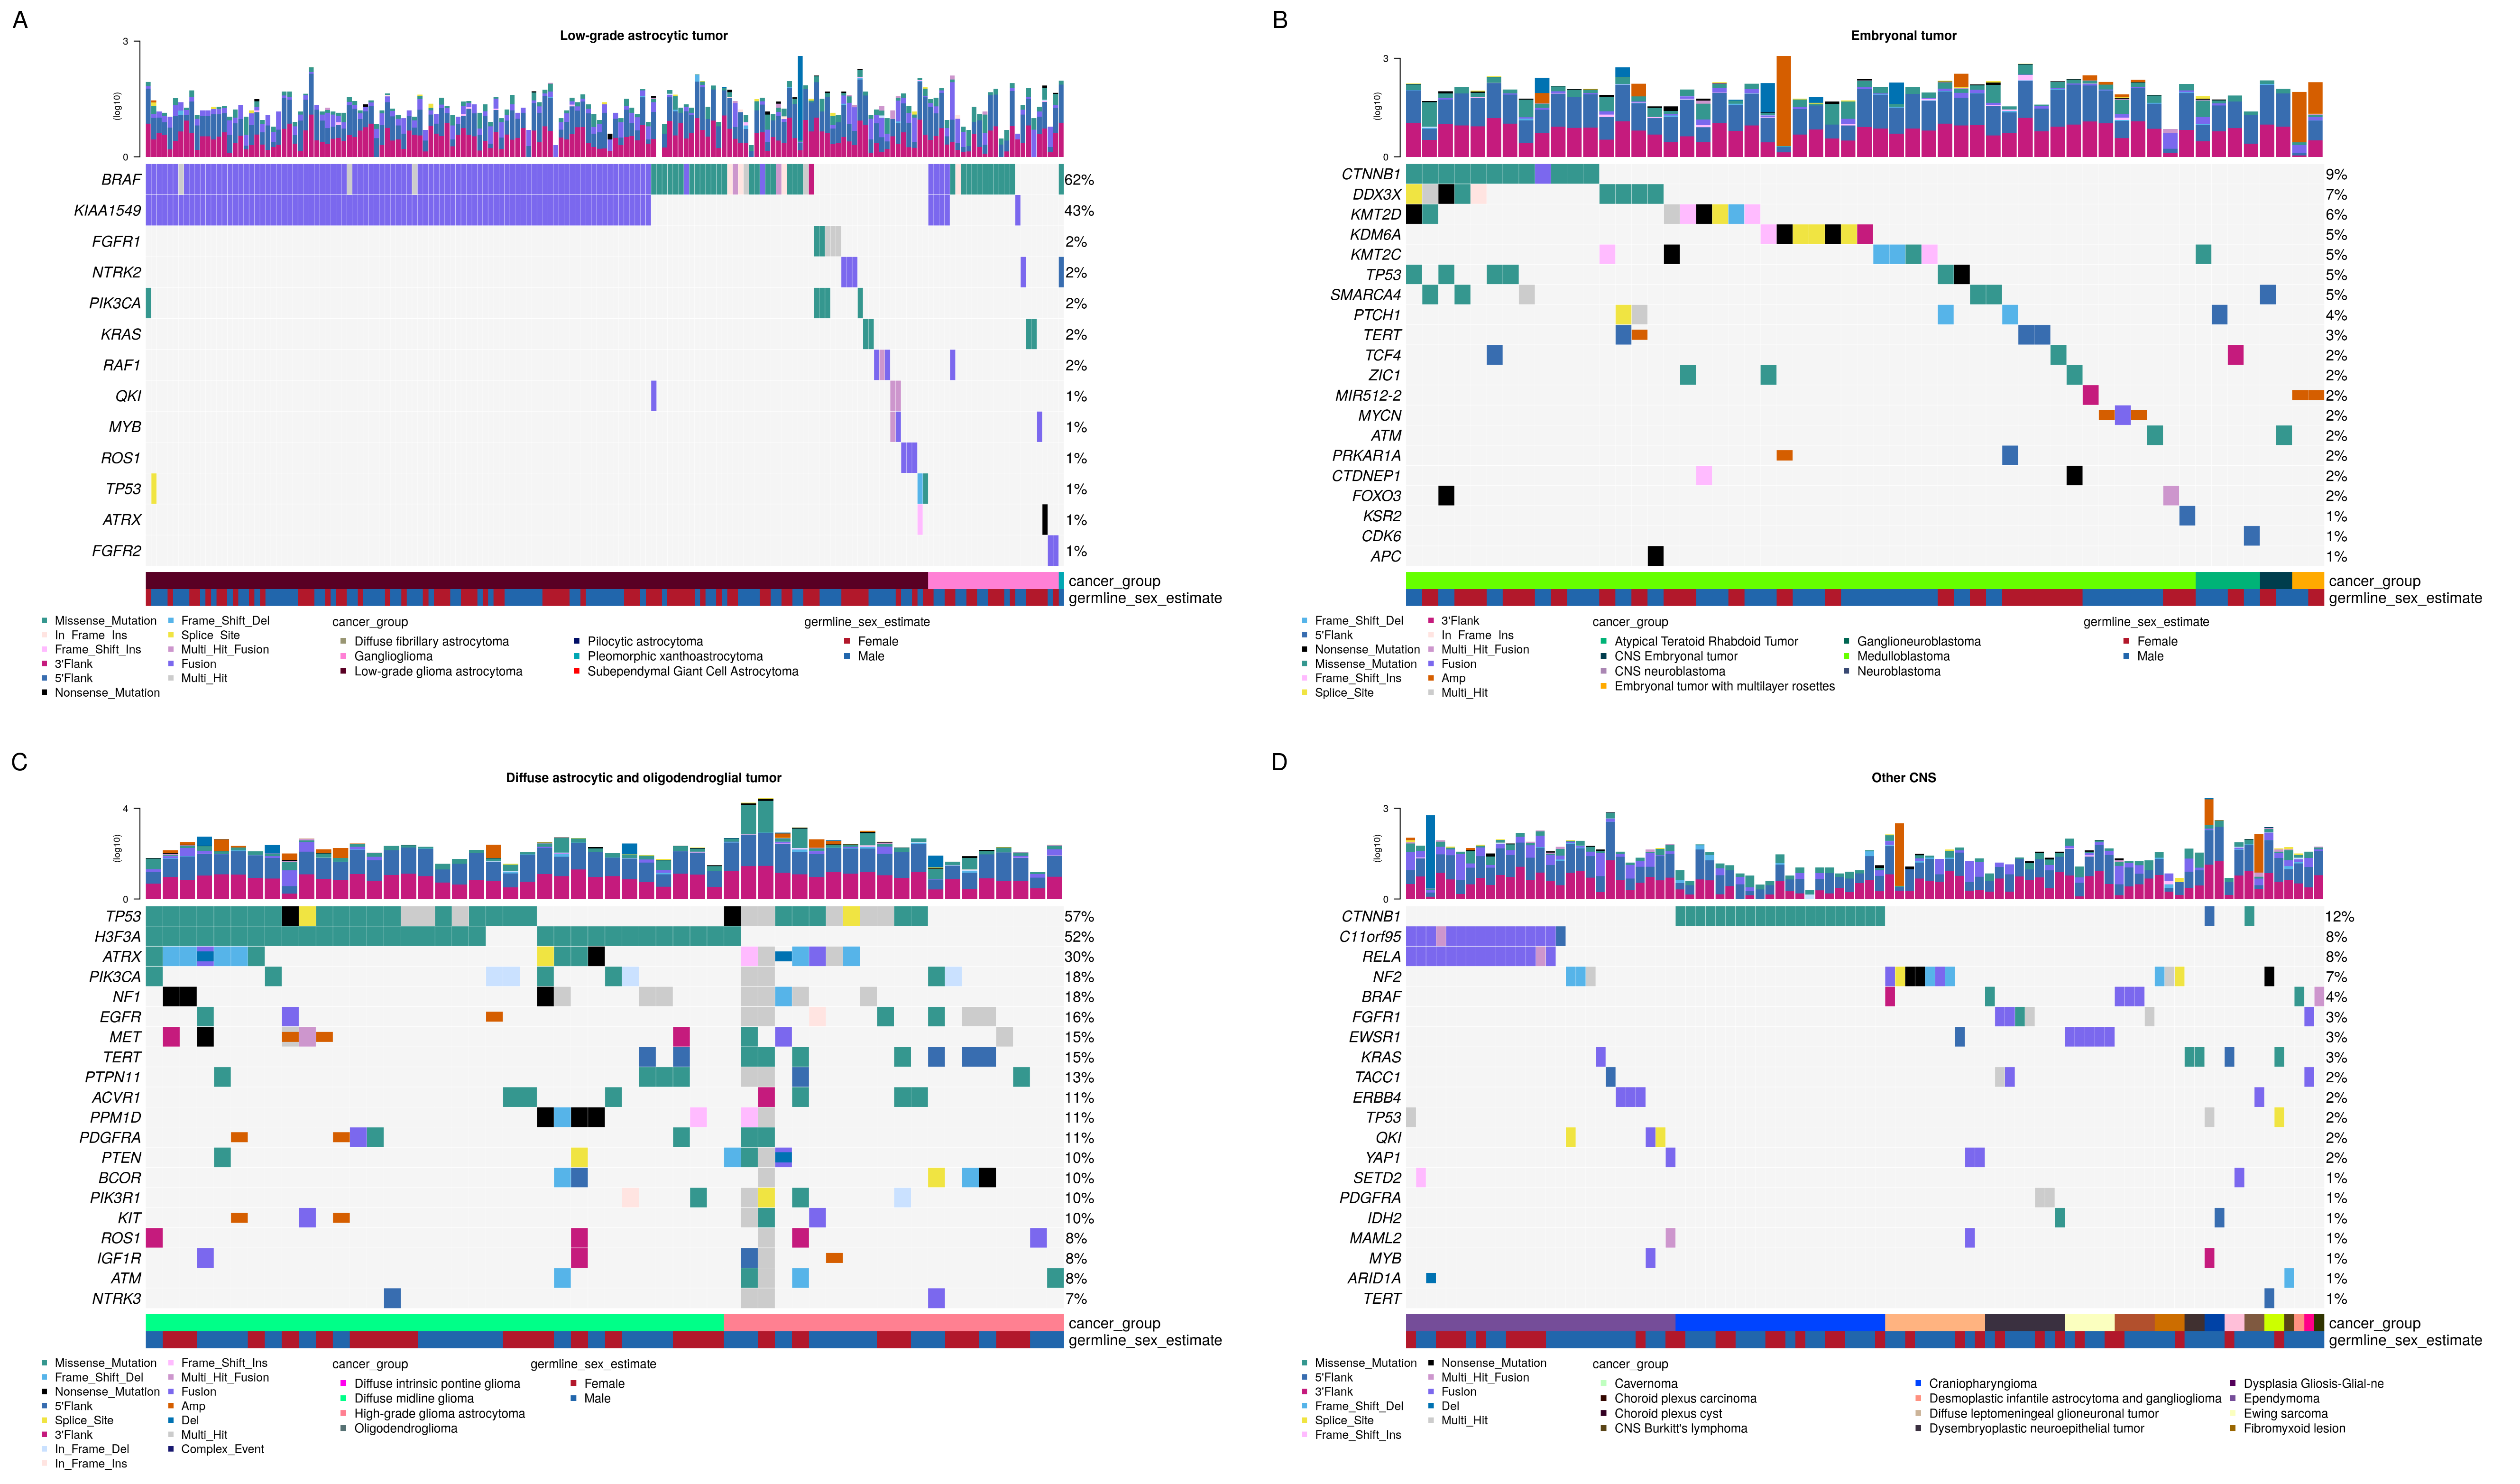 A
Low-grade astrocytic tumor
3
(log10)
0
BRAF 62%
KIAA1549 43%
FGFR1 2%
NTRK2 2%
PIK3CA 2%
KRAS 2%
RAF1 2%
QKI 1%
MYB 1%
ROS1 1%
TP53 1%
ATRX 1%
FGFR2 1%
cancer_group
germline_sex_estimate
Missense_Mutation
In_Frame_Ins
Frame_Shift_Ins
3'Flank
5'Flank
Nonsense_Mutation
Frame_Shift_Del
Splice_Site
Multi_Hit_Fusion
Fusion
Multi_Hit
cancer_group
Diffuse fibrillary astrocytoma
Ganglioglioma
Low-grade glioma astrocytoma
Pilocytic astrocytoma
Pleomorphic xanthoastrocytoma
Subependymal Giant Cell Astrocytoma
germline_sex_estimate
Female
Male
B
Embryonal tumor
3
(log10)
0
CTNNB1 9%
DDX3X 7%
KMT2D 6%
KDM6A 5%
KMT2C 5%
TP53 5%
SMARCA4 5%
PTCH1 4%
TERT 3%
TCF4 2%
ZIC1 2%
MIR512-2 2%
MYCN 2%
ATM 2%
PRKAR1A 2%
CTDNEP1 2%
FOXO3 2%
KSR2 1%
CDK6 1%
APC 1%
cancer_group
germline_sex_estimate
Frame_Shift_Del
5'Flank
Nonsense_Mutation
Missense_Mutation
Frame_Shift_Ins
Splice_Site
3'Flank
In_Frame_Ins
Multi_Hit_Fusion
Fusion
Amp
Multi_Hit
cancer_group
Atypical Teratoid Rhabdoid Tumor
CNS Embryonal tumor
CNS neuroblastoma
Embryonal tumor with multilayer rosettes
Ganglioneuroblastoma
Medulloblastoma
Neuroblastoma
germline_sex_estimate
Female
Male
C
Diffuse astrocytic and oligodendroglial tumor
4
(log10)
0
TP53 57%
H3F3A 52%
ATRX 30%
PIK3CA 18%
NF1 18%
EGFR 16%
MET 15%
TERT 15%
PTPN11 13%
ACVR1 11%
PPM1D 11%
PDGFRA 11%
PTEN 10%
BCOR 10%
PIK3R1 10%
KIT 10%
ROS1 8%
IGF1R 8%
ATM 8%
NTRK3 7%
cancer_group
germline_sex_estimate
Missense_Mutation
Frame_Shift_Del
Nonsense_Mutation
5'Flank
Splice_Site
3'Flank
In_Frame_Del
In_Frame_Ins
Frame_Shift_Ins
Multi_Hit_Fusion
Fusion
Amp
Del
Multi_Hit
Complex_Event
cancer_group
Diffuse intrinsic pontine glioma
Diffuse midline glioma
High-grade glioma astrocytoma
Oligodendroglioma
germline_sex_estimate
Female
Male
D
Other CNS
3
(log10)
0
CTNNB1 12%
C11orf95 8%
RELA 8%
NF2 7%
BRAF 4%
FGFR1 3%
EWSR1 3%
KRAS 3%
TACC1 2%
ERBB4 2%
TP53 2%
QKI 2%
YAP1 2%
SETD2 1%
PDGFRA 1%
IDH2 1%
MAML2 1%
MYB 1%
ARID1A 1%
TERT 1%
cancer_group
germline_sex_estimate
Missense_Mutation
5'Flank
3'Flank
Frame_Shift_Del
Splice_Site
Frame_Shift_Ins
Nonsense_Mutation
Multi_Hit_Fusion
Fusion
Del
Multi_Hit
cancer_group
Cavernoma
Choroid plexus carcinoma
Choroid plexus cyst
CNS Burkitt's lymphoma
Craniopharyngioma
Desmoplastic infantile astrocytoma and ganglioglioma
Diffuse leptomeningeal glioneuronal tumor
Dysembryoplastic neuroepithelial tumor
Dysplasia Gliosis-Glial-ne
Ependymoma
Ewing sarcoma
Fibromyxoid lesion